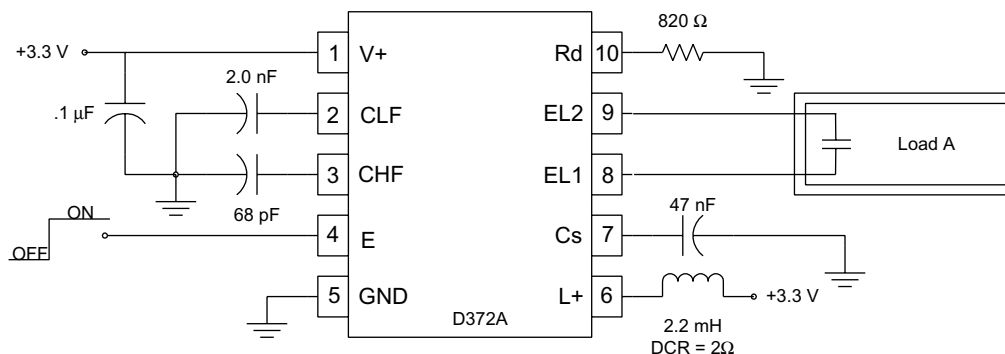 820 Ω
+3.3 V
1
V+
Rd
10
2.0 nF
.1 µF
2
CLF
EL2
9
Load A
3
CHF
EL1
8
68 pF
47 nF
ON
OFF
4
E
Cs
7
5
GND
L+
6
+3.3 V
D372A
2.2 mH
DCR = 2Ω